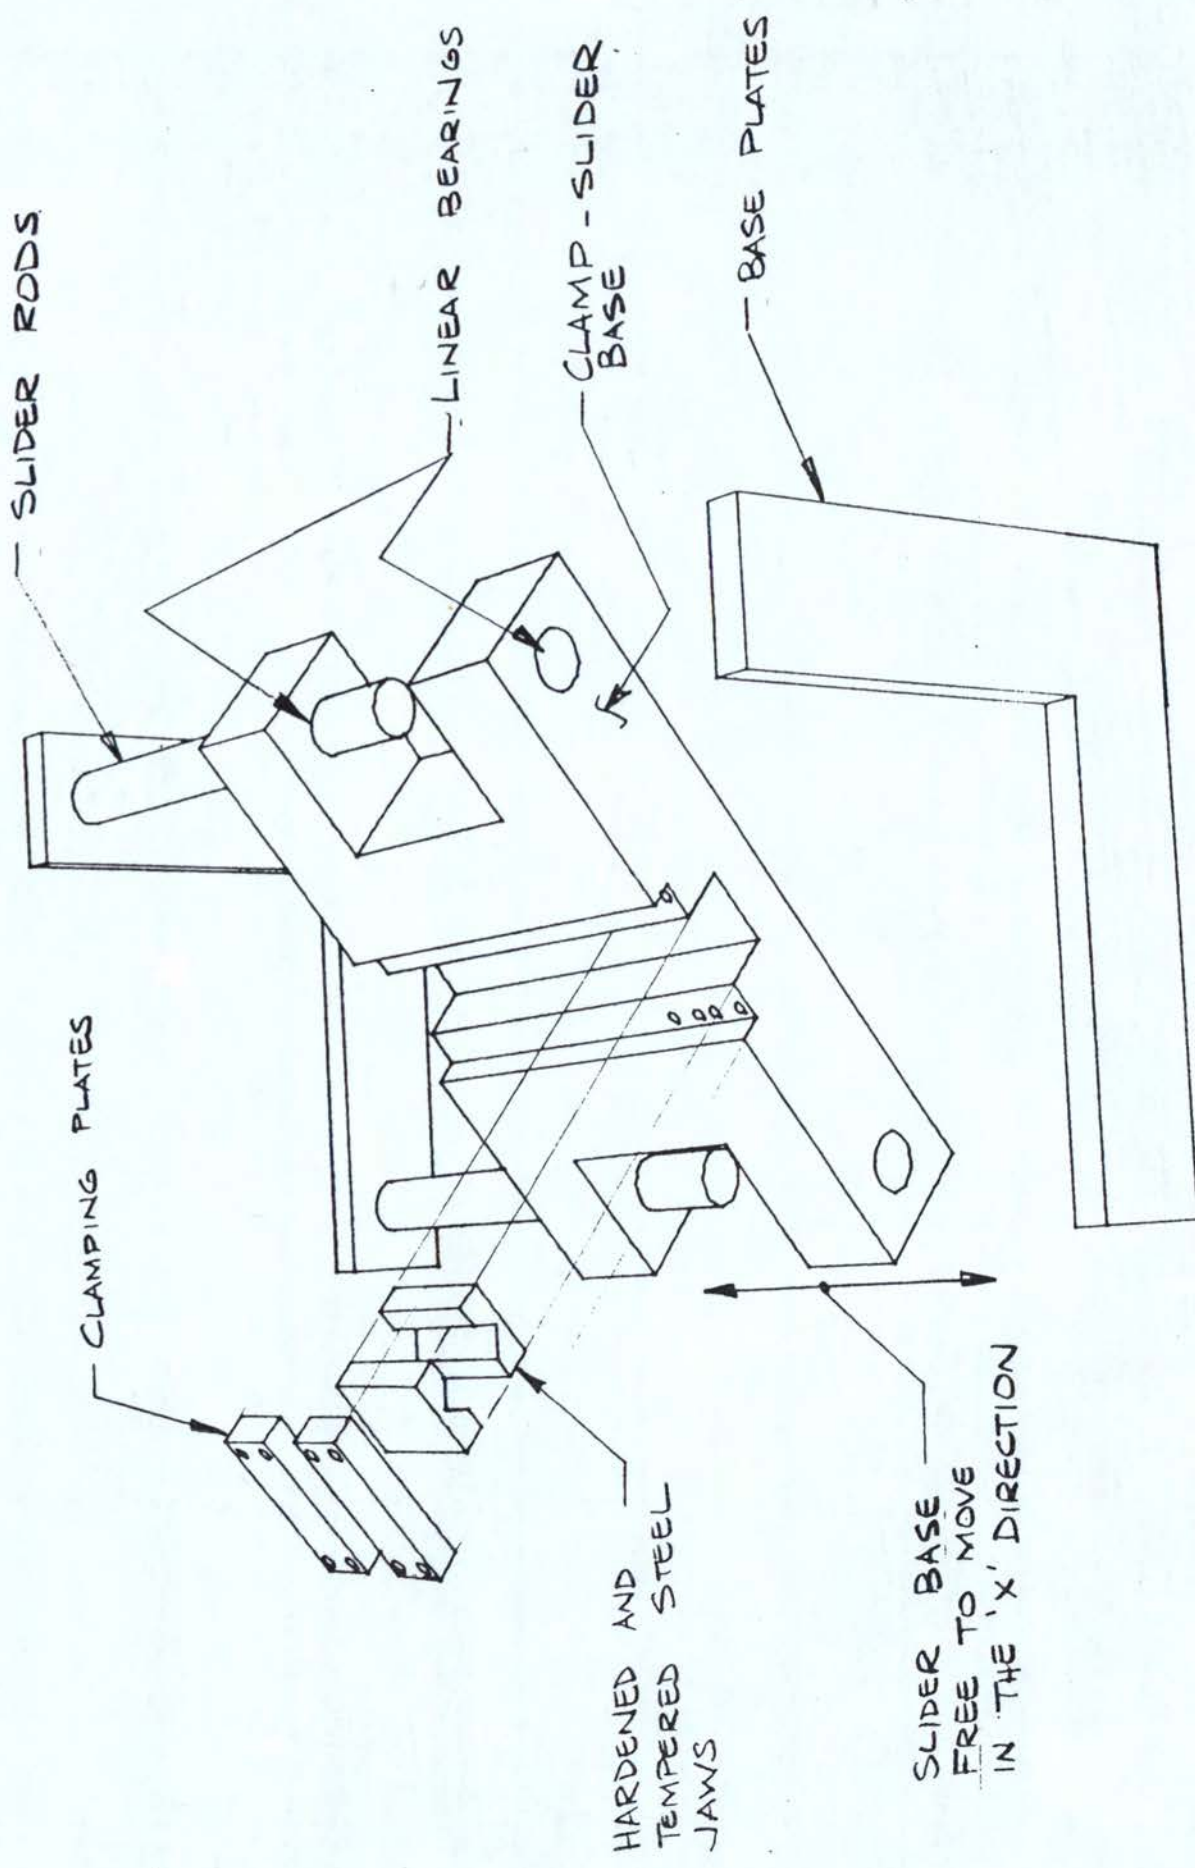 SLIDER RODS
LINEAR BEARINGS
CLAMP-SLIDER
BASE
BASE PLATES
CLAMPING PLATES
HARDENED AND
TEMPERED STEEL
JAWS
SLIDER BASE
FREE TO MOVE
IN THE 'X' DIRECTION